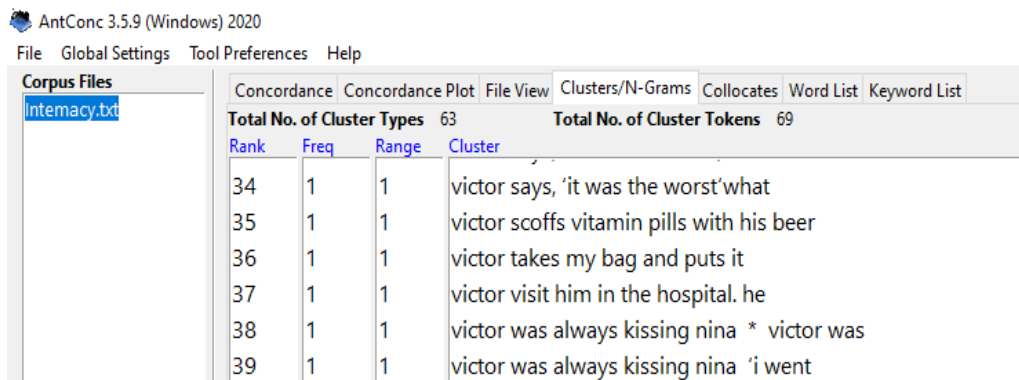 AntConc 3.5.9 (Windows) 2020
File Global Settings Tool Preferences Help
Corpus Files
Intemacy.txt
Concordance Concordance Plot File View Clusters/N-Grams Collocates Word List Keyword List
Total No. of Cluster Types 63 Total No. of Cluster Tokens 69
Rank Freq Range Cluster
34 1 1 victor says, ‘it was the worst’what
35 1 1 victor scoffs vitamin pills with his beer
36 1 1 victor takes my bag and puts it
37 1 1 victor visit him in the hospital. he
38 1 1 victor was always kissing nina * victor was
39 1 1 victor was always kissing nina ‘i went